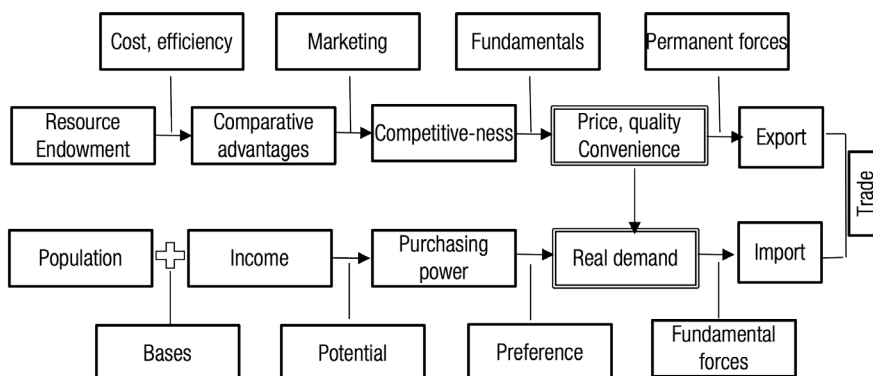 Cost, efficiency
Marketing
Fundamentals
Permanent forces
Resource
Endowment
Comparative
advantages
Competitive-ness
Price, quality
Convenience
Export
Trade
Population
Income
Purchasing
power
Real demand
Import
Bases
Potential
Preference
Fundamental
forces